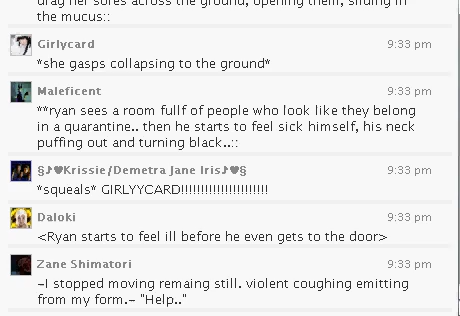 drag her sores across the ground, opening them, sliding in
the mucus::
Girlycard 9:33 pm
*she gasps collapsing to the ground*
Maleficent 9:33 pm
**ryan sees a room fullf of people who look like they belong
in a quarantine.. then he starts to feel sick himself, his neck
puffing out and turning black..::
§♪♥Krissie/Demetra Jane Iris♪♥§ 9:33 pm
*squeals* GIRLYYCARD!!!!!!!!!!!!!!!!!!!!!!
Daloki 9:33 pm
<Ryan starts to feel ill before he even gets to the door>
Zane Shimatori 9:33 pm
-I stopped moving remaing still. violent coughing emitting
from my form.- "Help.."